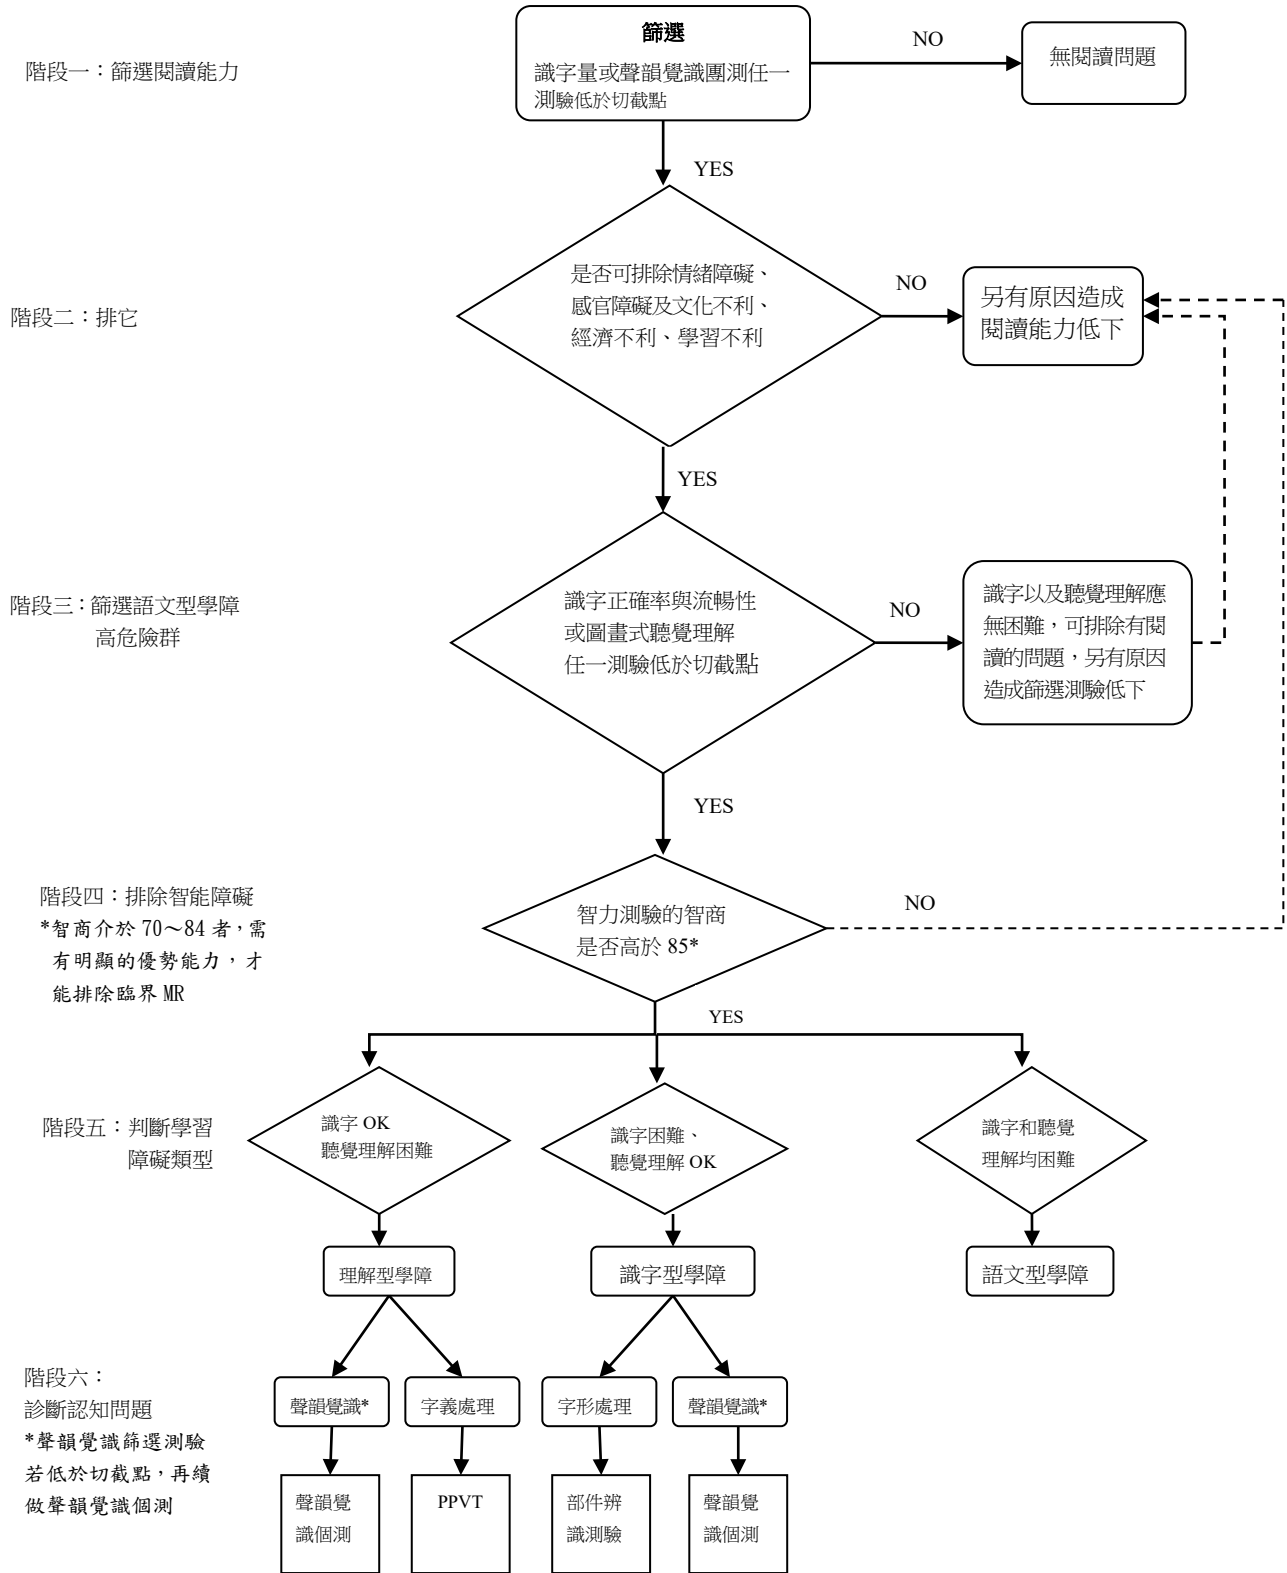 篩選
識字量或聲韻覺識團測任一
測驗低於切截點
NO
無閱讀問題
階段一：篩選閱讀能力
YES
是否可排除情緒障礙、
感官障礙及文化不利、
經濟不利、學習不利
NO
另有原因造成
閱讀能力低下
階段二：排它
YES
階段三：篩選語文型學障
高危險群
識字正確率與流暢性
或圖畫式聽覺理解
任一測驗低於切截點
NO
識字以及聽覺理解應
無困難，可排除有閱
讀的問題，另有原因
造成篩選測驗低下
YES
階段四：排除智能障礙
*智商介於 70～84 者，需
有明顯的優勢能力，才
能排除臨界 MR
智力測驗的智商
是否高於 85*
NO
YES
階段五：判斷學習
障礙類型
識字 OK
聽覺理解困難
識字困難、
聽覺理解 OK
識字和聽覺
理解均困難
理解型學障
識字型學障
語文型學障
階段六：
診斷認知問題
*聲韻覺識篩選測驗
若低於切截點，再續
做聲韻覺識個測
聲韻覺識*
字義處理
字形處理
聲韻覺識*
聲韻覺
識個測
PPVT
部件辨
識測驗
聲韻覺
識個測